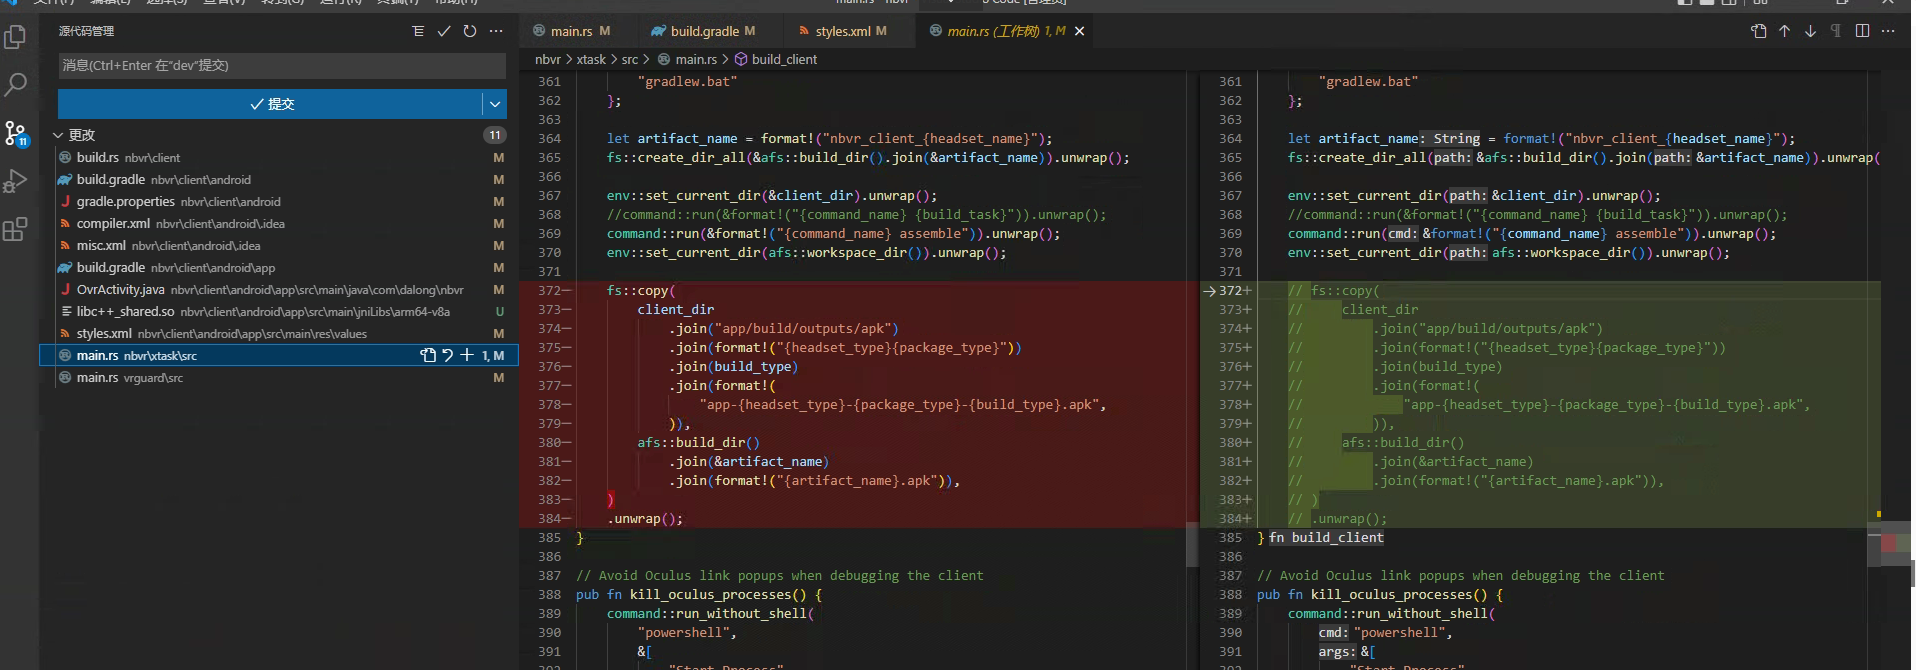 源代码管理
消息(Ctrl+Enter 在"dev"提交)
提交
更改 11
build.rs nbvr\client M
build.gradle nbvr\client\android M
gradle.properties nbvr\client\android M
compiler.xml nbvr\client\android\.idea M
misc.xml nbvr\client\android\.idea M
build.gradle nbvr\client\android\app M
OvrActivity.java nbvr\client\android\app\src\main\java\com\dalong\nbvr M
libc++_shared.so nbvr\client\android\app\src\main\jniLibs\arm64-v8a U
styles.xml nbvr\client\android\app\src\main\res\values M
main.rs nbvr\xtask\src 1, M
main.rs vrguard\src M
11
main.rs M build.gradle M styles.xml M main.rs (工作树) 1, M
nbvr > xtask > src > main.rs > build_client
361 "gradlew.bat"
362 };
363
364 let artifact_name = format!("nbvr_client_{headset_name}");
365 fs::create_dir_all(&afs::build_dir().join(&artifact_name)).unwrap();
366
367 env::set_current_dir(&client_dir).unwrap();
368 //command::run(&format!("{command_name} {build_task}")).unwrap();
369 command::run(&format!("{command_name} assemble")).unwrap();
370 env::set_current_dir(afs::workspace_dir()).unwrap();
371
372− fs::copy(
373− client_dir
374− .join("app/build/outputs/apk")
375− .join(format!("{headset_type}{package_type}"))
376− .join(build_type)
377− .join(format!(
378− "app-{headset_type}-{package_type}-{build_type}.apk",
379− )),
380− afs::build_dir()
381− .join(&artifact_name)
382− .join(format!("{artifact_name}.apk")),
383− )
384− .unwrap();
385 }
386
387 // Avoid Oculus link popups when debugging the client
388 pub fn kill_oculus_processes() {
389 command::run_without_shell(
390 "powershell",
391 &[
392 "Start-Process"
361 "gradlew.bat"
362 };
363
364 let artifact_name: String = format!("nbvr_client_{headset_name}");
365 fs::create_dir_all(path: &afs::build_dir().join(path: &artifact_name)).unwrap(
366
367 env::set_current_dir(path: &client_dir).unwrap();
368 //command::run(&format!("{command_name} {build_task}")).unwrap();
369 command::run(cmd: &format!("{command_name} assemble")).unwrap();
370 env::set_current_dir(path: afs::workspace_dir()).unwrap();
371
372+ // fs::copy(
373+ // client_dir
374+ // .join("app/build/outputs/apk")
375+ // .join(format!("{headset_type}{package_type}"))
376+ // .join(build_type)
377+ // .join(format!(
378+ // "app-{headset_type}-{package_type}-{build_type}.apk",
379+ // )),
380+ // afs::build_dir()
381+ // .join(&artifact_name)
382+ // .join(format!("{artifact_name}.apk")),
383+ // )
384+ // .unwrap();
385 } fn build_client
386
387 // Avoid Oculus link popups when debugging the client
388 pub fn kill_oculus_processes() {
389 command::run_without_shell(
390 cmd: "powershell",
391 args: &[
"Start-Process"